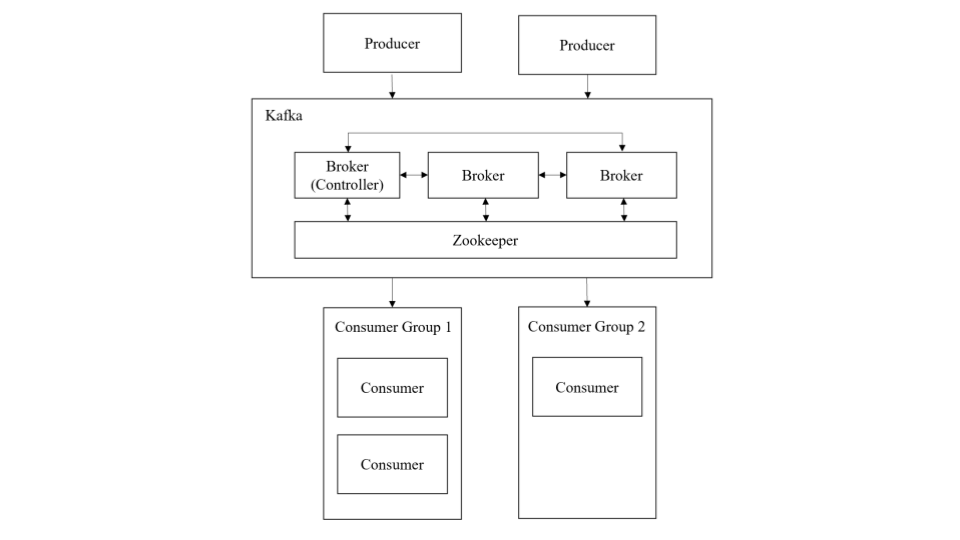 Producer
Producer
Kafka
Broker
(Controller)
Broker
Broker
Zookeeper
Consumer Group 1
Consumer Group 2
Consumer
Consumer
Consumer